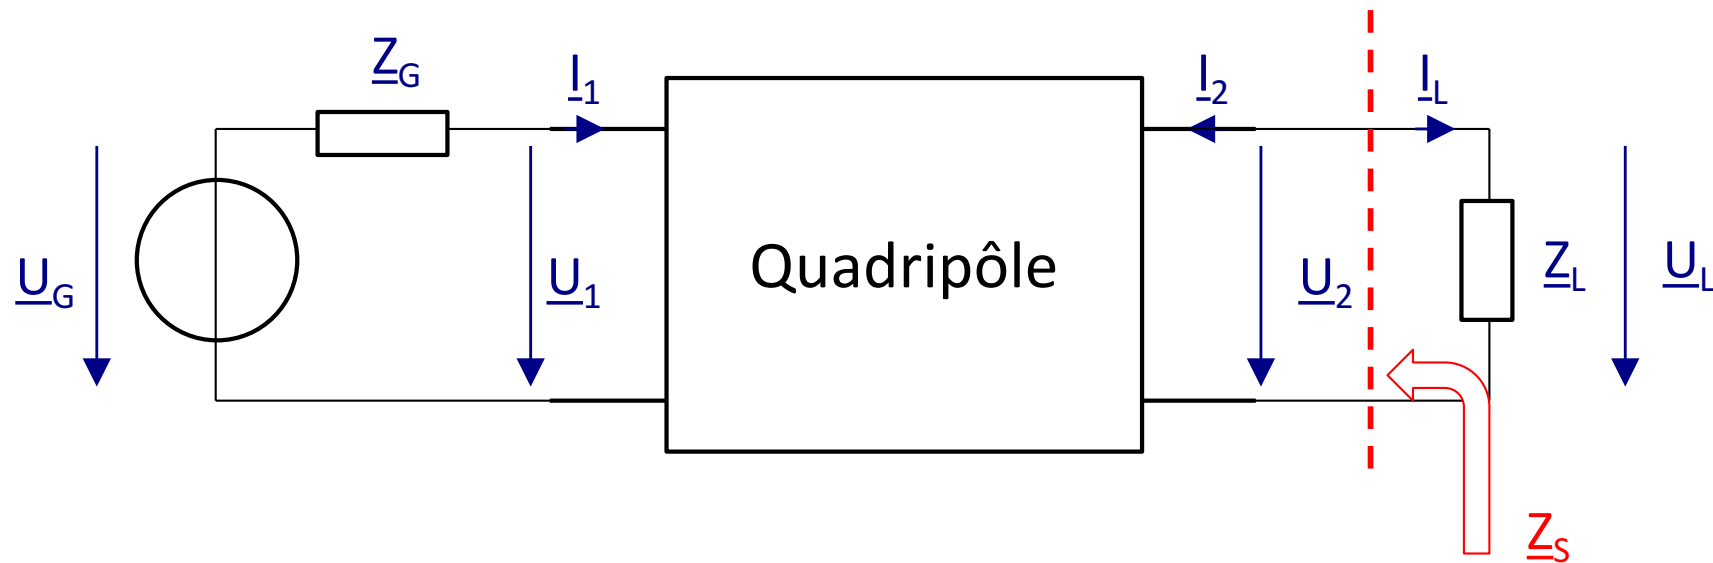 Z_G
I_1
I_2
I_L
U_G
U_1
Quadripôle
U_2
Z_L
U_L
Z_S